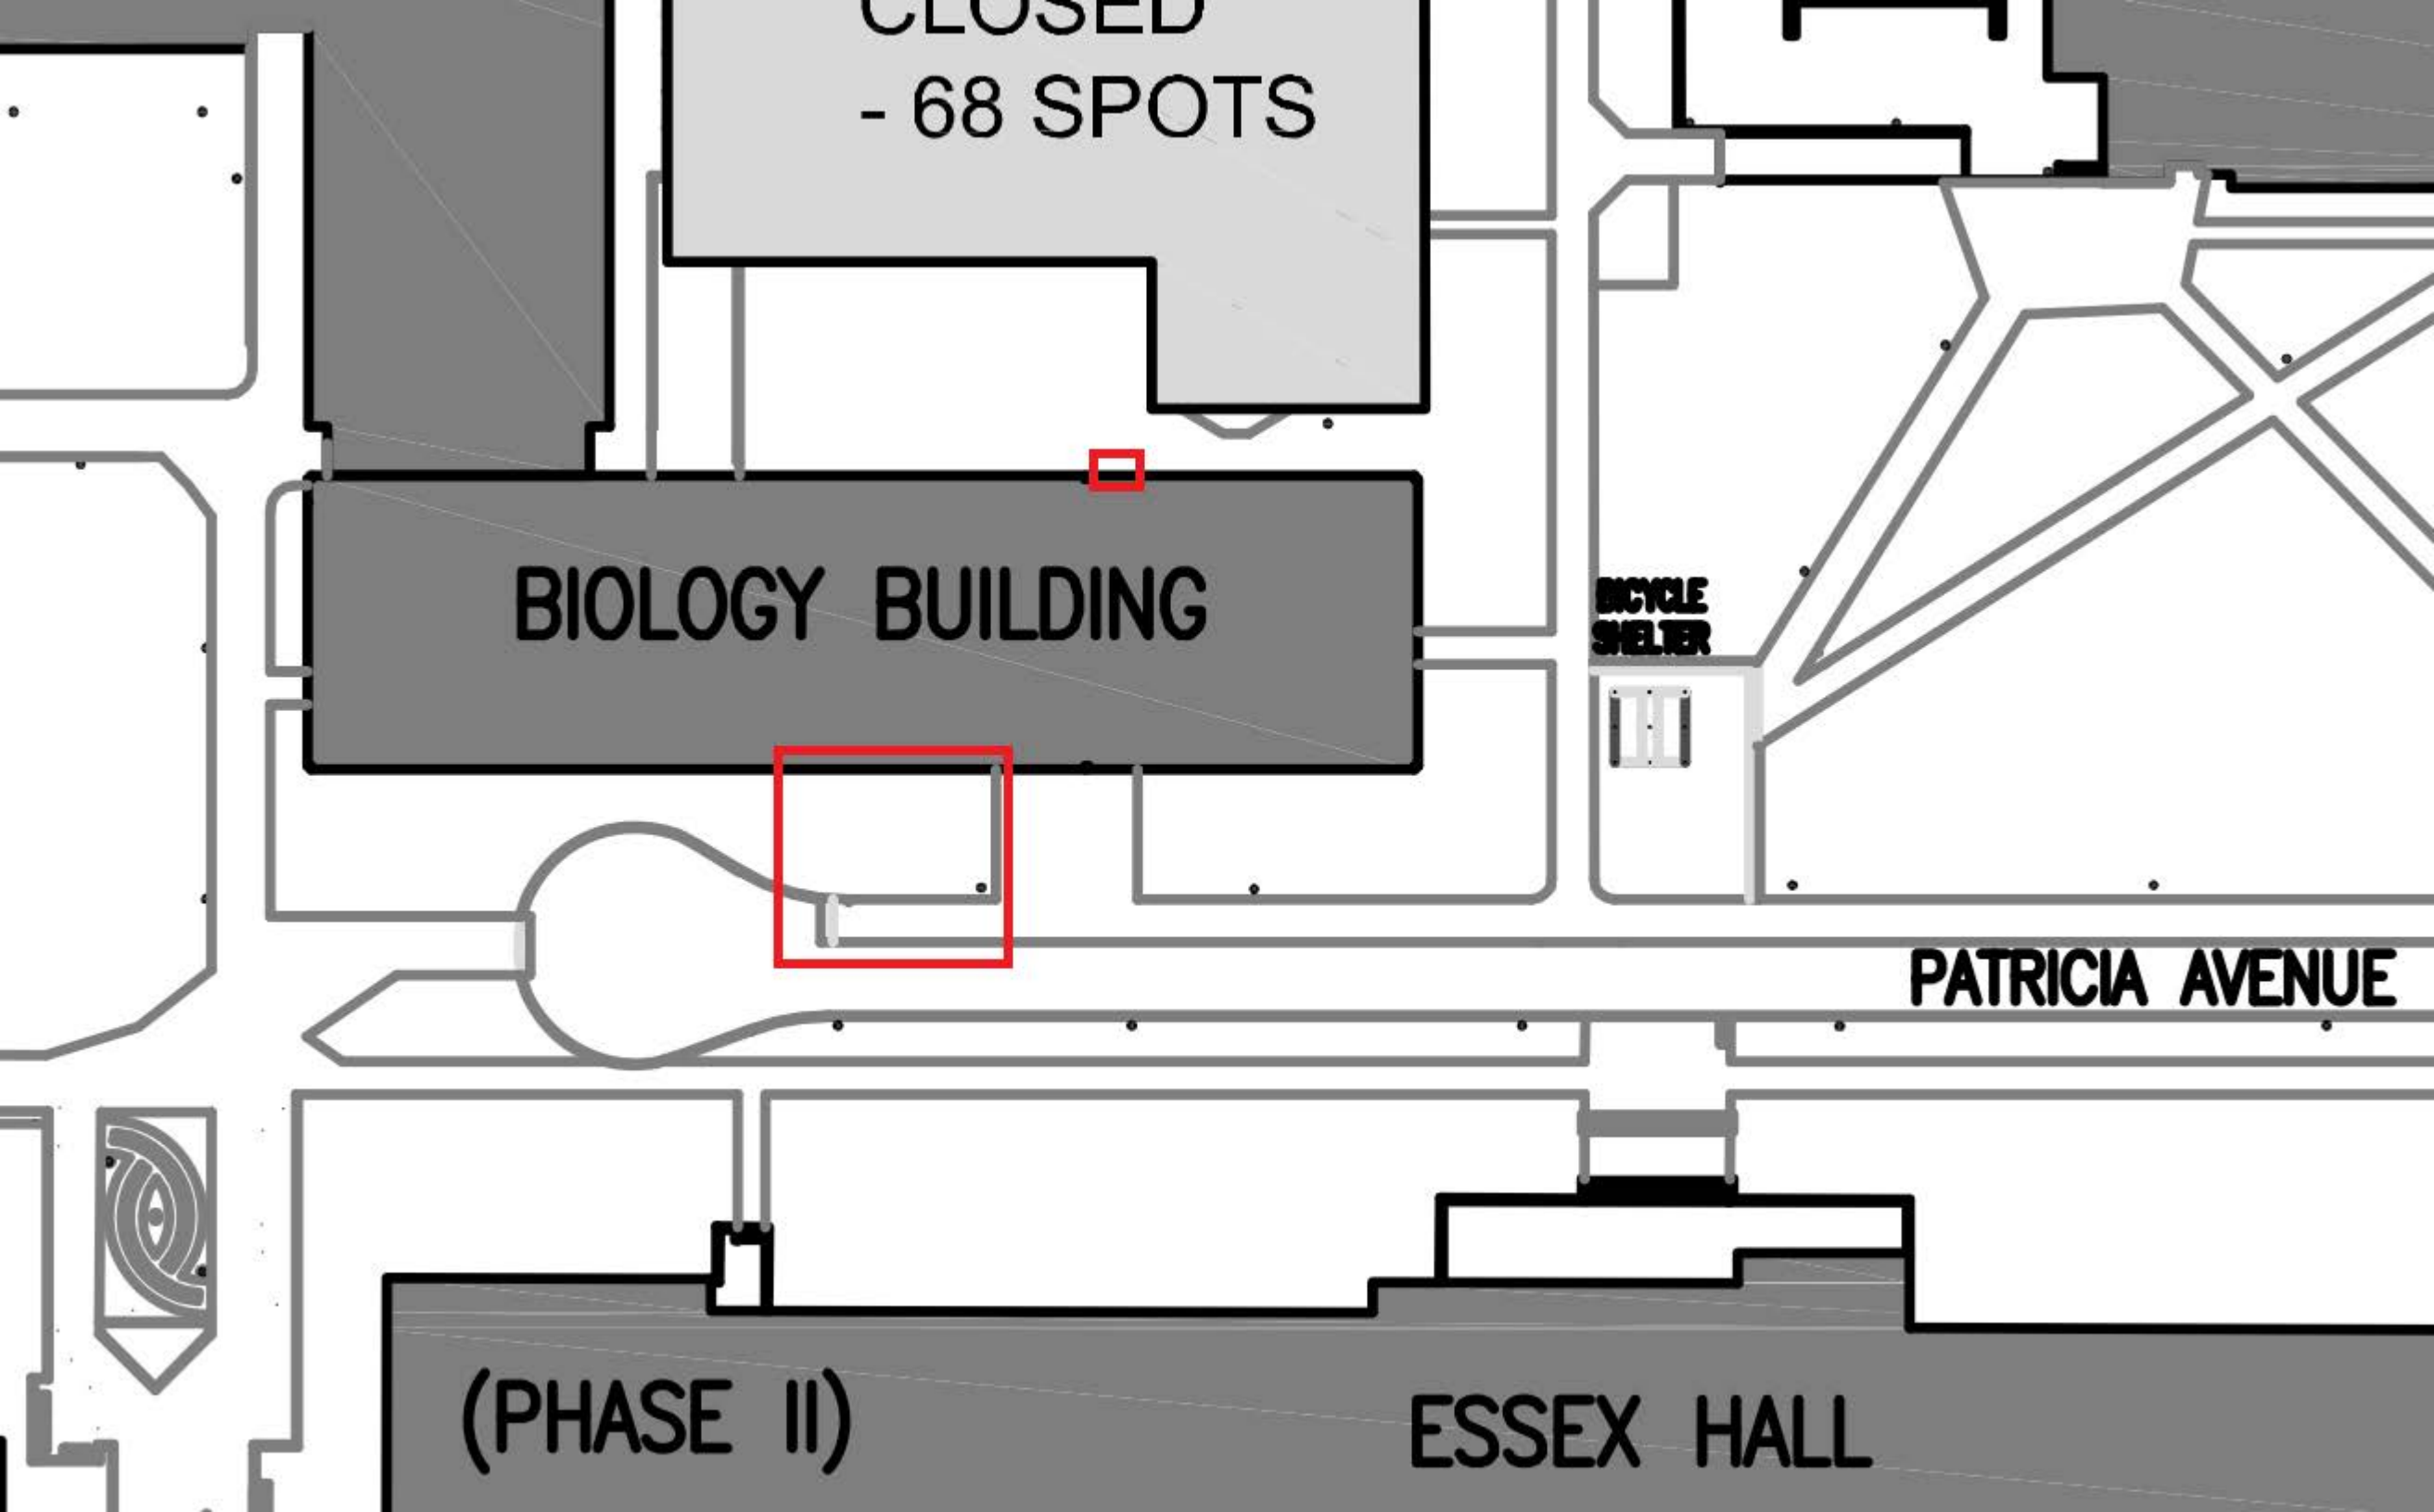 CLOSED
- 68 SPOTS
BIOLOGY BUILDING
BICYCLE
SHELTER
PATRICIA AVENUE
(PHASE II)
ESSEX HALL